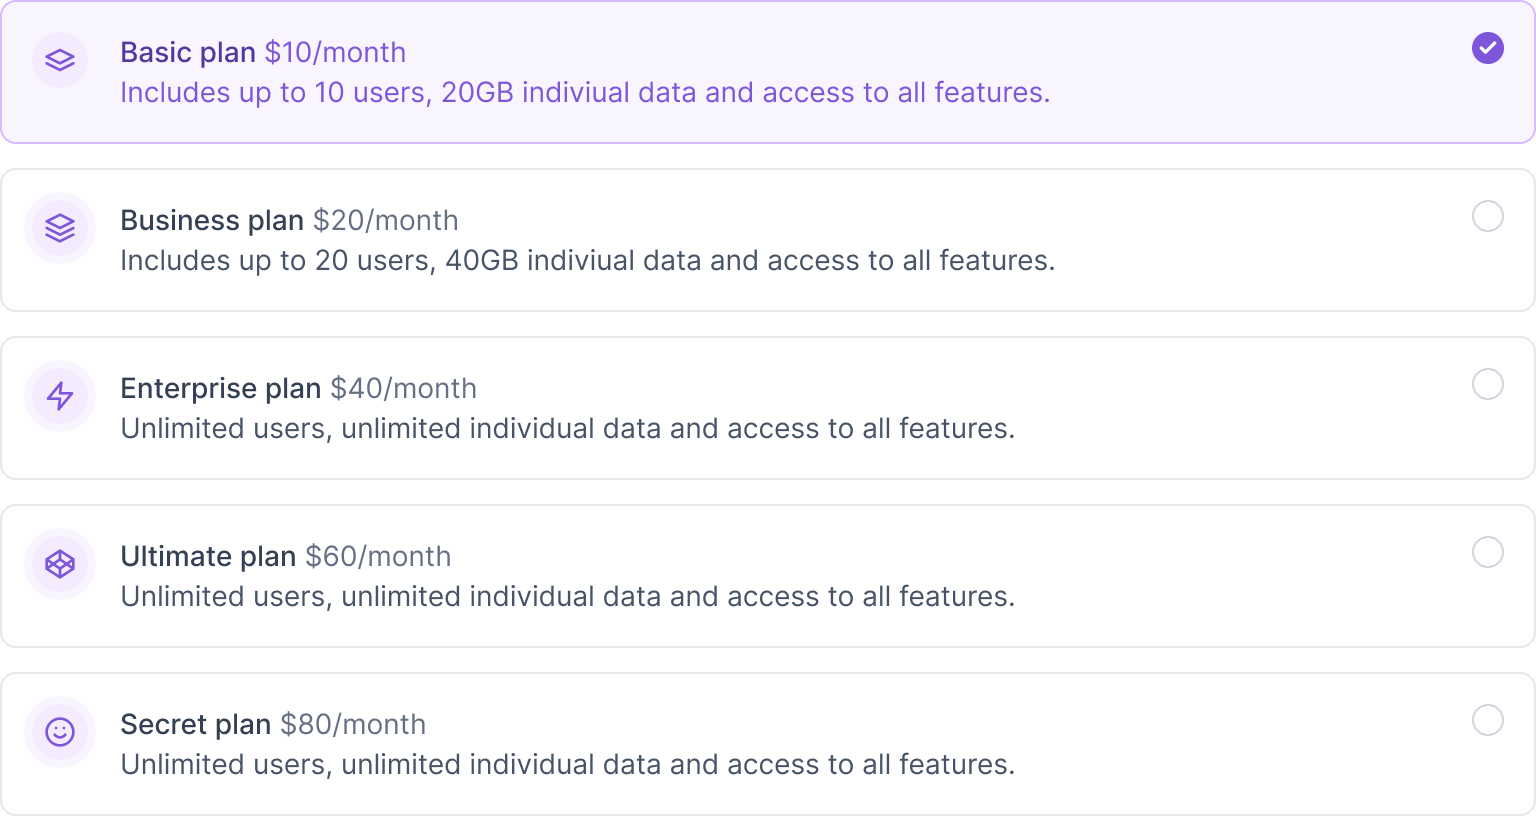 Basic plan $10/month
Includes up to 10 users, 20GB indiviual data and access to all features.
Business plan $20/month
Includes up to 20 users, 40GB indiviual data and access to all features.
Enterprise plan $40/month
Unlimited users, unlimited individual data and access to all features.
Ultimate plan $60/month
Unlimited users, unlimited individual data and access to all features.
Secret plan $80/month
Unlimited users, unlimited individual data and access to all features.